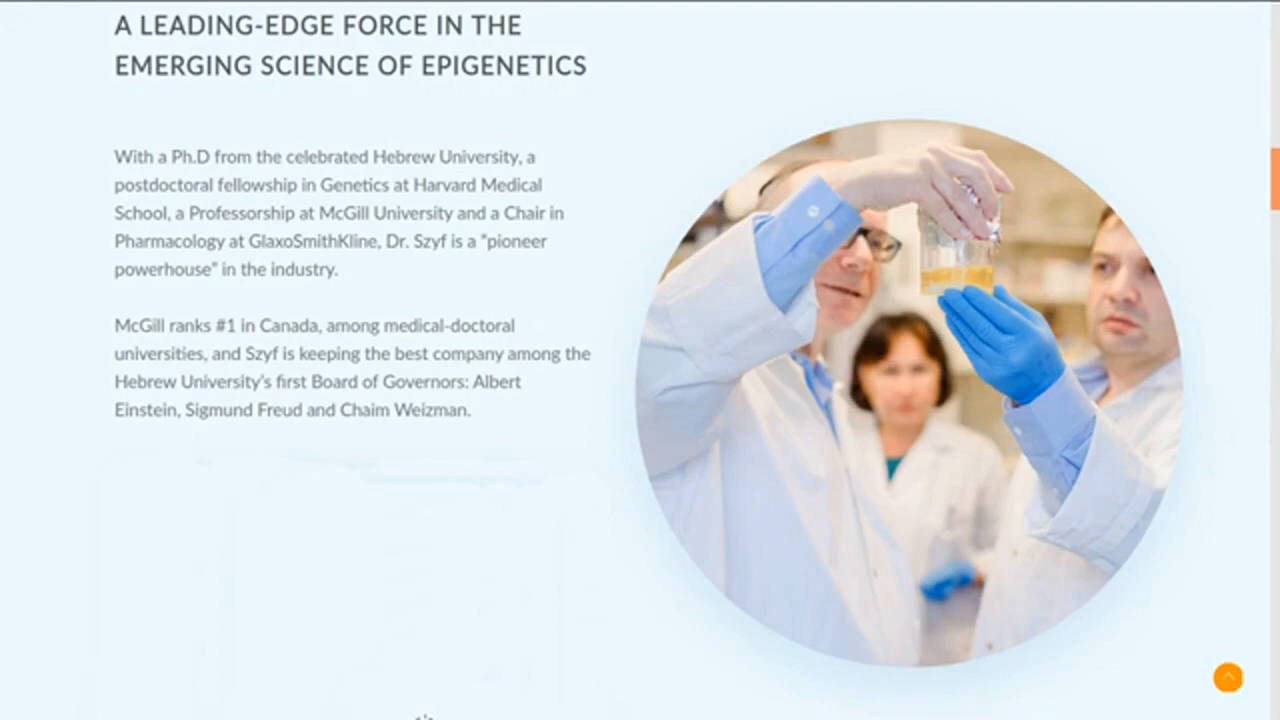 A LEADING-EDGE FORCE IN THE
EMERGING SCIENCE OF EPIGENETICS
With a Ph.D from the celebrated Hebrew University, a
postdoctoral fellowship in Genetics at Harvard Medical
School, a Professorship at McGill University and a Chair in
Pharmacology at GlaxoSmithKline, Dr. Szyf is a "pioneer
powerhouse" in the industry.
McGill ranks #1 in Canada, among medical-doctoral
universities, and Szyf is keeping the best company among the
Hebrew University's first Board of Governors: Albert
Einstein, Sigmund Freud and Chaim Weizman.